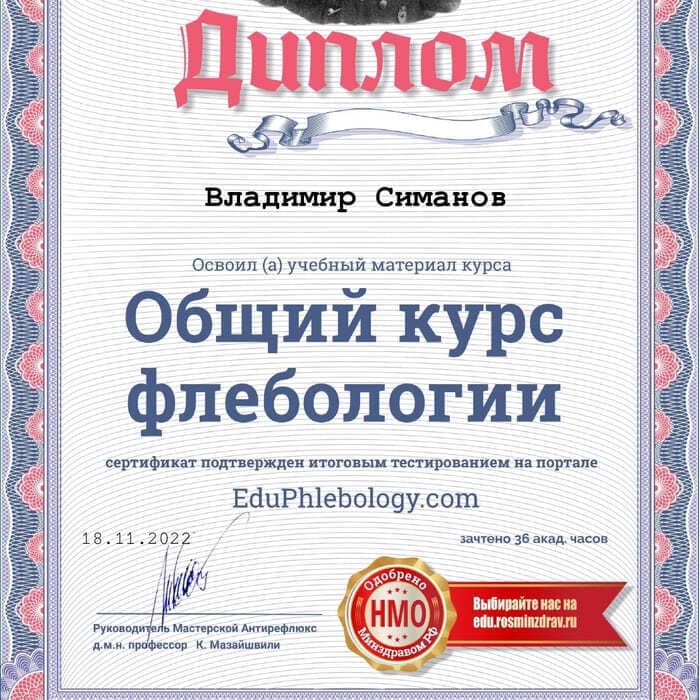 Диплом
Владимир Симанов
Освоил (а) учебный материал курса
Общий курс
флебологии
сертификат подтвержден итоговым тестированием на портале
EduPhlebology.com
18.11.2022
зачтено 36 акад. часов
Руководитель Мастерской Антирефлюкс
д.м.н. профессор К. Мазайшвили
Одобрено
НМО
Минздравом РФ
Выбирайте нас на
edu.rosminzdrav.ru